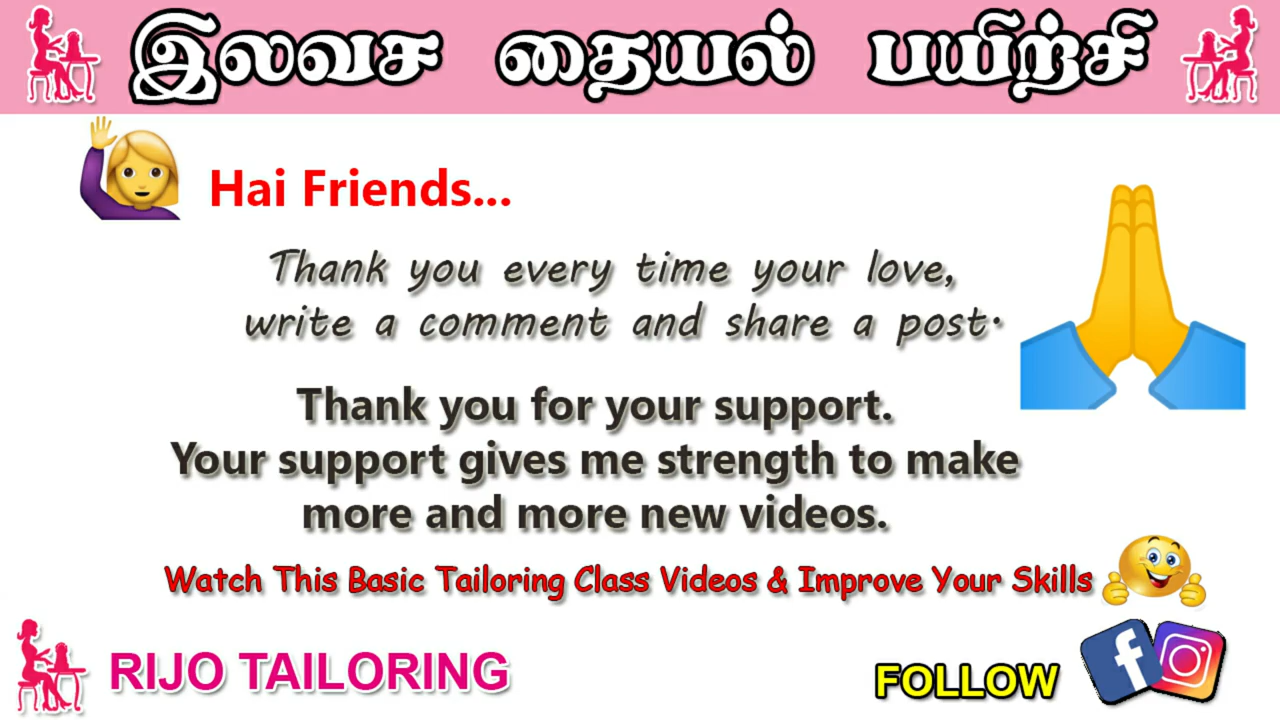 இலவச தையல் பயிற்சி
Hai Friends...
Thank you every time your love,
write a comment and share a post.
Thank you for your support.
Your support gives me strength to make
more and more new videos.
Watch This Basic Tailoring Class Videos & Improve Your Skills
RIJO TAILORING
FOLLOW